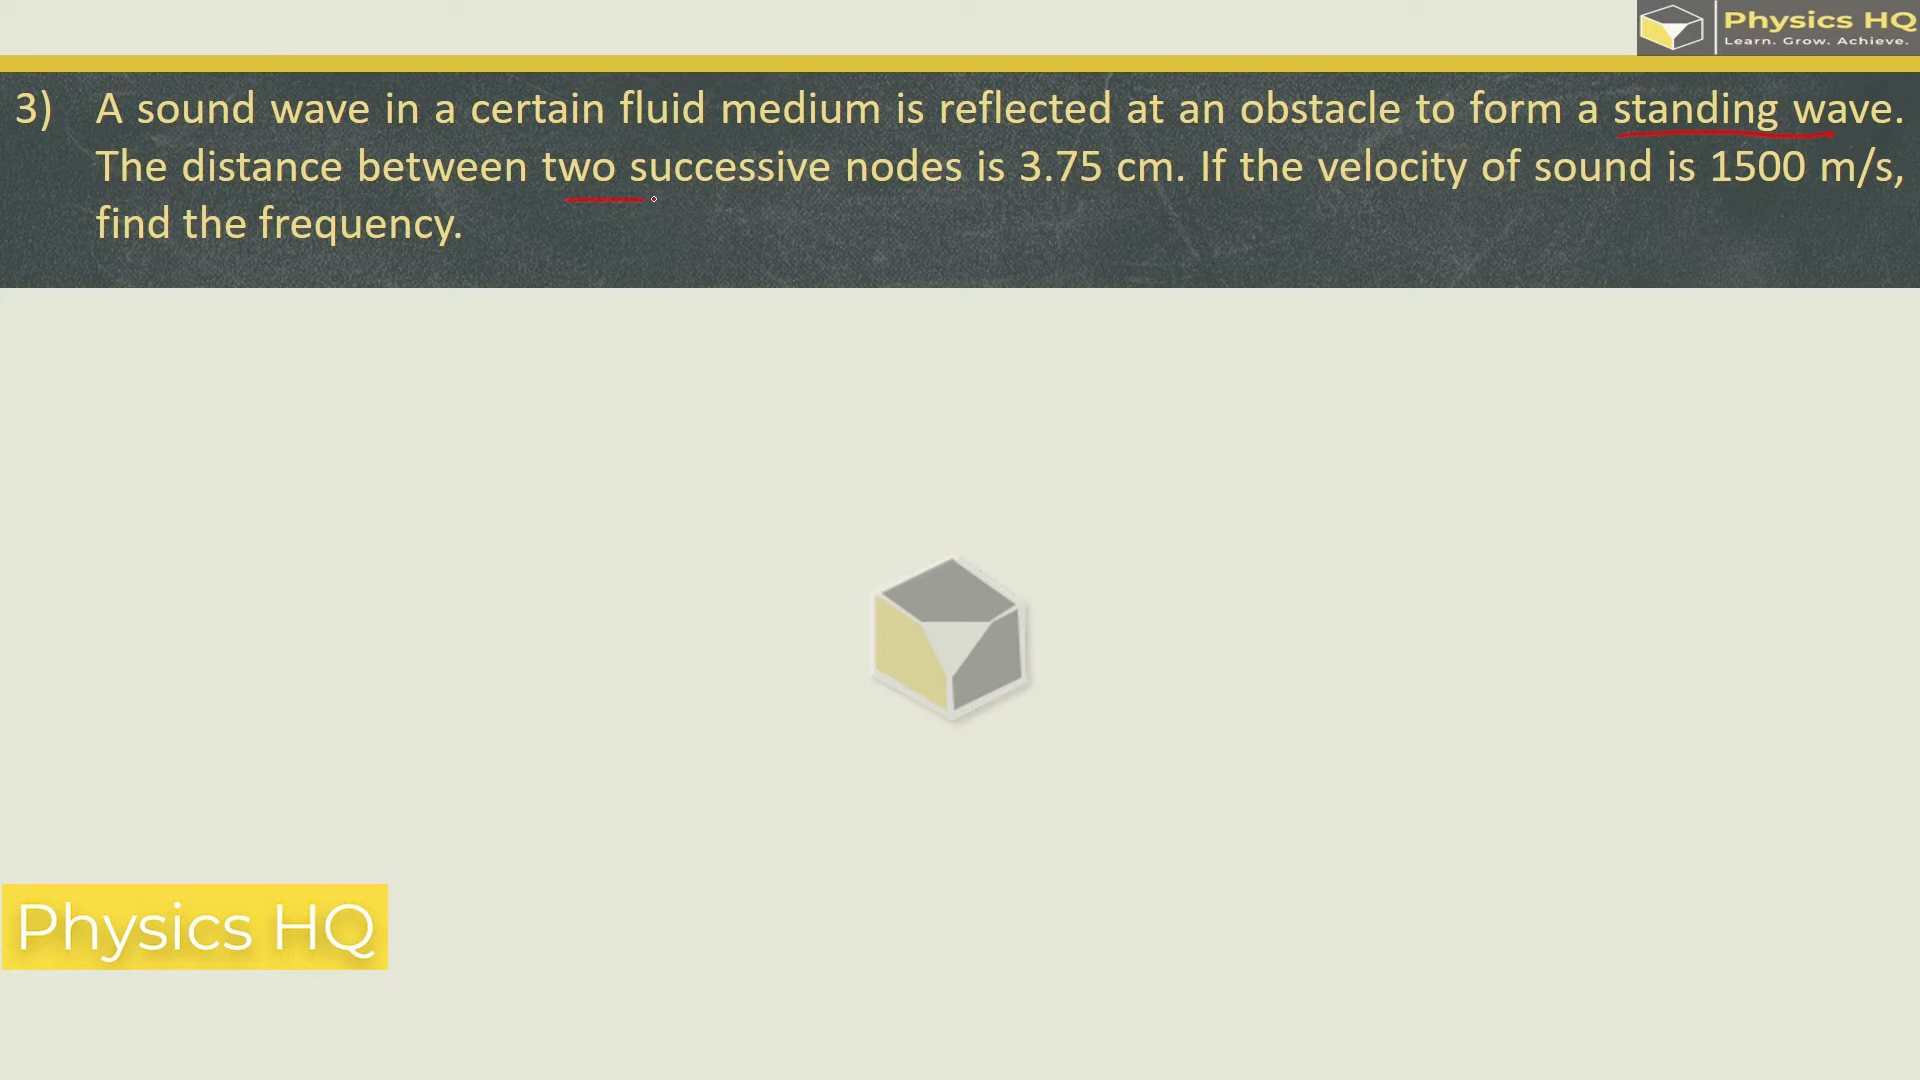 Physics HQ
Learn. Grow. Achieve.
3) A sound wave in a certain fluid medium is reflected at an obstacle to form a standing wave.
The distance between two successive nodes is 3.75 cm. If the velocity of sound is 1500 m/s,
find the frequency.
Physics HQ